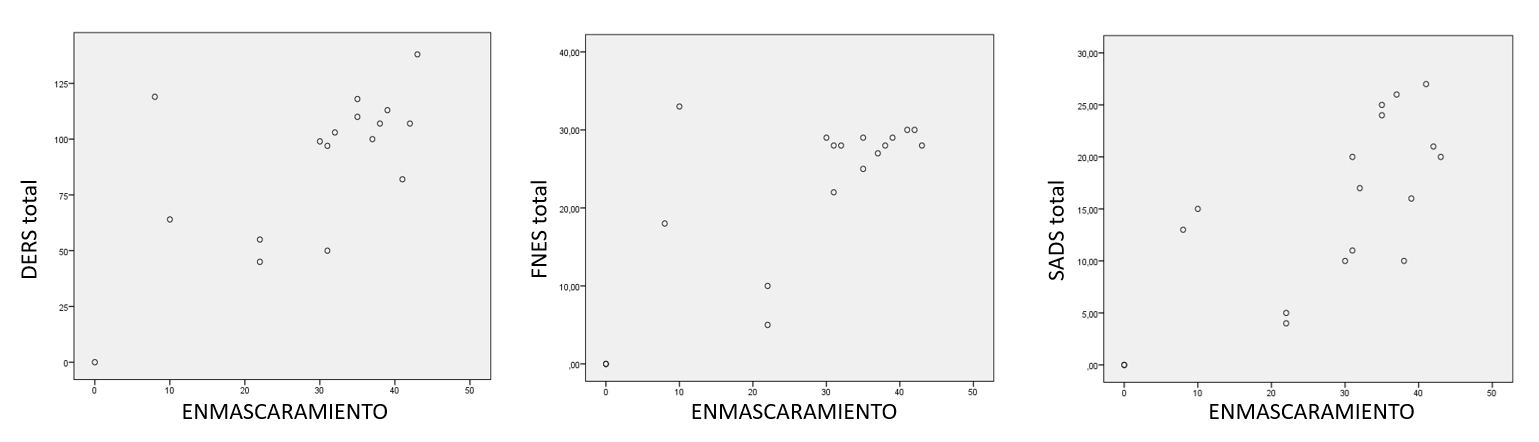 DERS total
125
100
75
50
25
0
0 10 20 30 40 50
ENMASCARAMIENTO
FNES total
40,00
30,00
20,00
10,00
,00
0 10 20 30 40 50
ENMASCARAMIENTO
SADS total
30,00
25,00
20,00
15,00
10,00
5,00
,00
0 10 20 30 40 50
ENMASCARAMIENTO